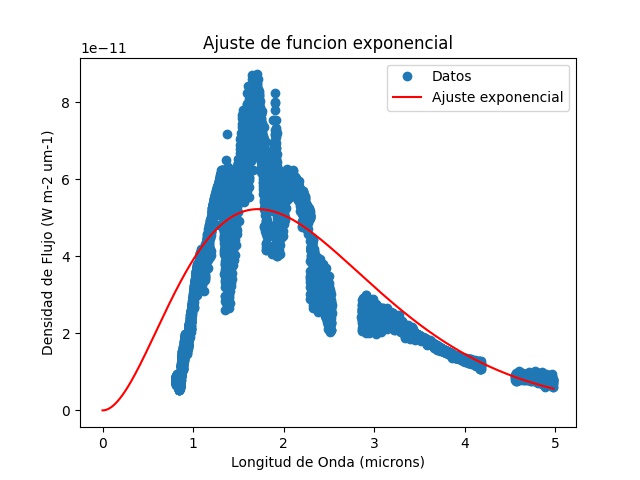 Ajuste de funcion exponencial
1e−11
Datos
Ajuste exponencial
8
6
4
2
0
Densidad de Flujo (W m-2 um-1)
0 1 2 3 4 5
Longitud de Onda (microns)